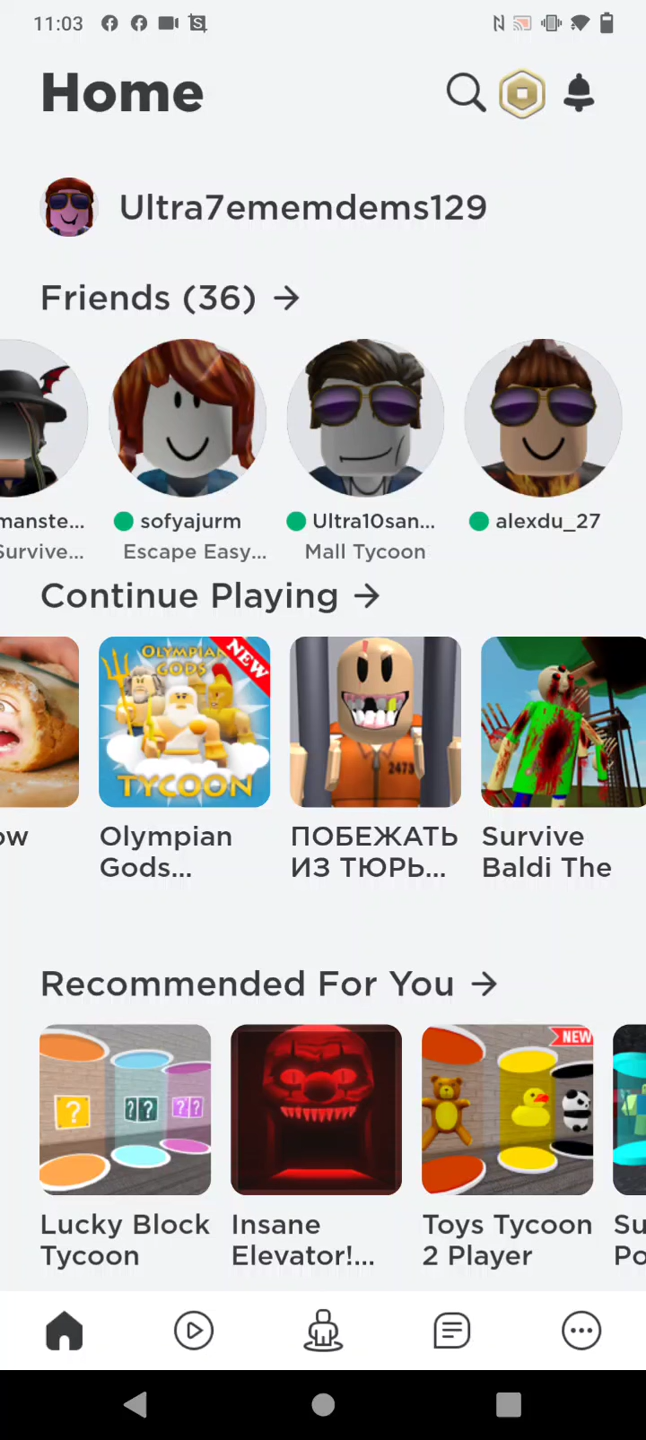 11:03
Home
Ultra7ememdems129
Friends (36) →
manste... sofyajurm Ultra10san... alexdu_27
Survive... Escape Easy... Mall Tycoon
Continue Playing →
OLYMPIAN GODS NEW
TYCOON
2473
ow Olympian Gods...
ПОБЕЖАТЬ ИЗ ТЮРЬ...
Survive Baldi The
Recommended For You →
? ?? ??
NEW
Lucky Block Tycoon
Insane Elevator!...
Toys Tycoon 2 Player
Su
Po